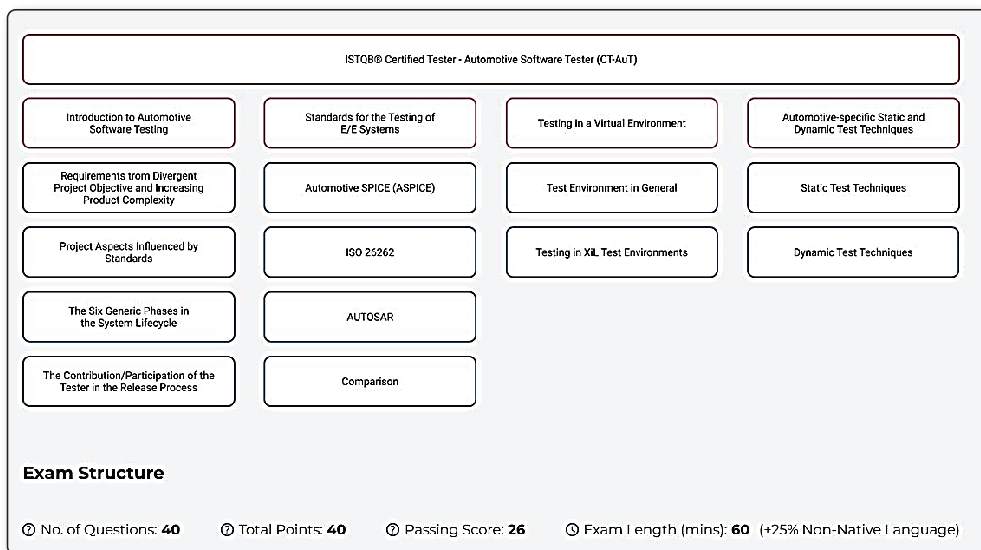 ISTQB® Certified Tester - Automotive Software Tester (CT-AuT)
Introduction to Automotive
Software Testing
Requirements from Divergent
Project Objective and Increasing
Product Complexity
Project Aspects Influenced by
Standards
The Six Generic Phases in
the System Lifecycle
The Contribution/Participation of the
Tester in the Release Process
Standards for the Testing of
E/E Systems
Automotive SPICE (ASPICE)
ISO 26262
AUTOSAR
Comparison
Testing in a Virtual Environment
Test Environment in General
Testing in XiL Test Environments
Automotive-specific Static and
Dynamic Test Techniques
Static Test Techniques
Dynamic Test Techniques
Exam Structure
No. of Questions: 40
Total Points: 40
Passing Score: 26
Exam Length (mins): 60 (+25% Non-Native Language)